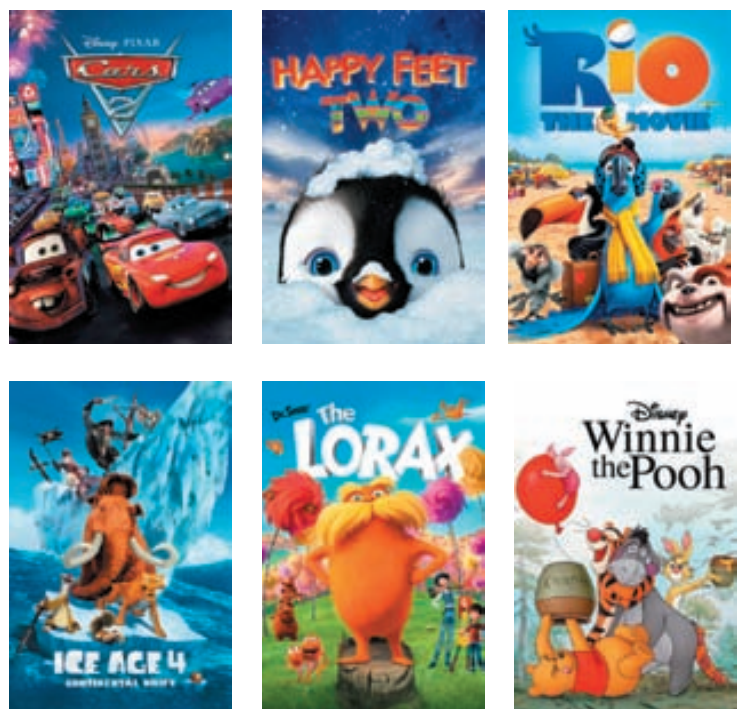 Disney PIXAR
Cars
2
HAPPY FEET
TWO
RIO
THE MOVIE
ICE AGE 4
CONTINENTAL DRIFT
Dr. Seuss'
The
LORAX
Disney
Winnie
the Pooh